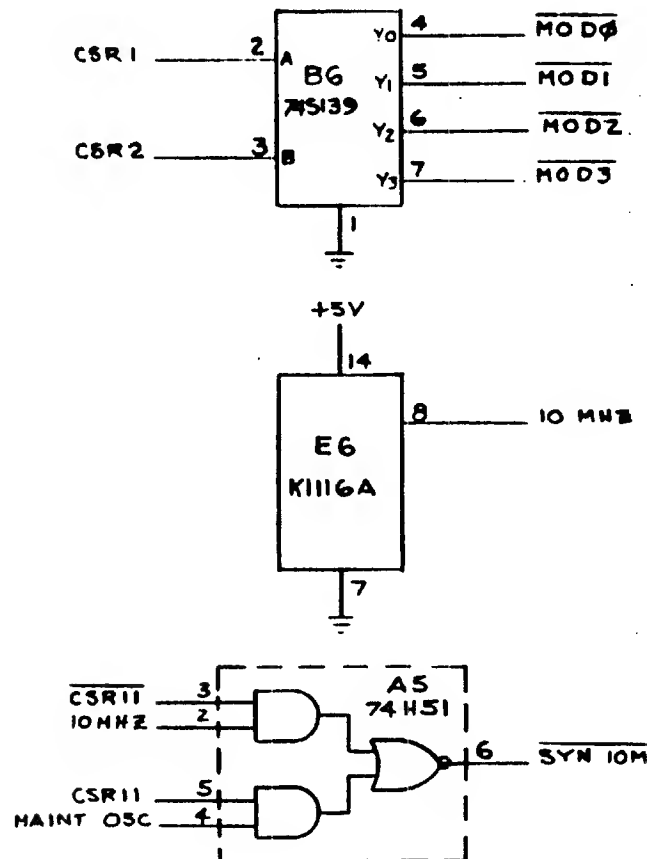 CSR1 2 A B6 74S139 Y0 4 MODØ
Y1 5 MOD1
Y2 6 MOD2
CSR2 3 B Y3 7 MOD3
1
+5V
14
8 10 MHZ
E6
K1116A
7
A5
74H51
CSR11 3
10MHZ 2
6 SYN 10M
CSR11 5
MAINT OSC 4